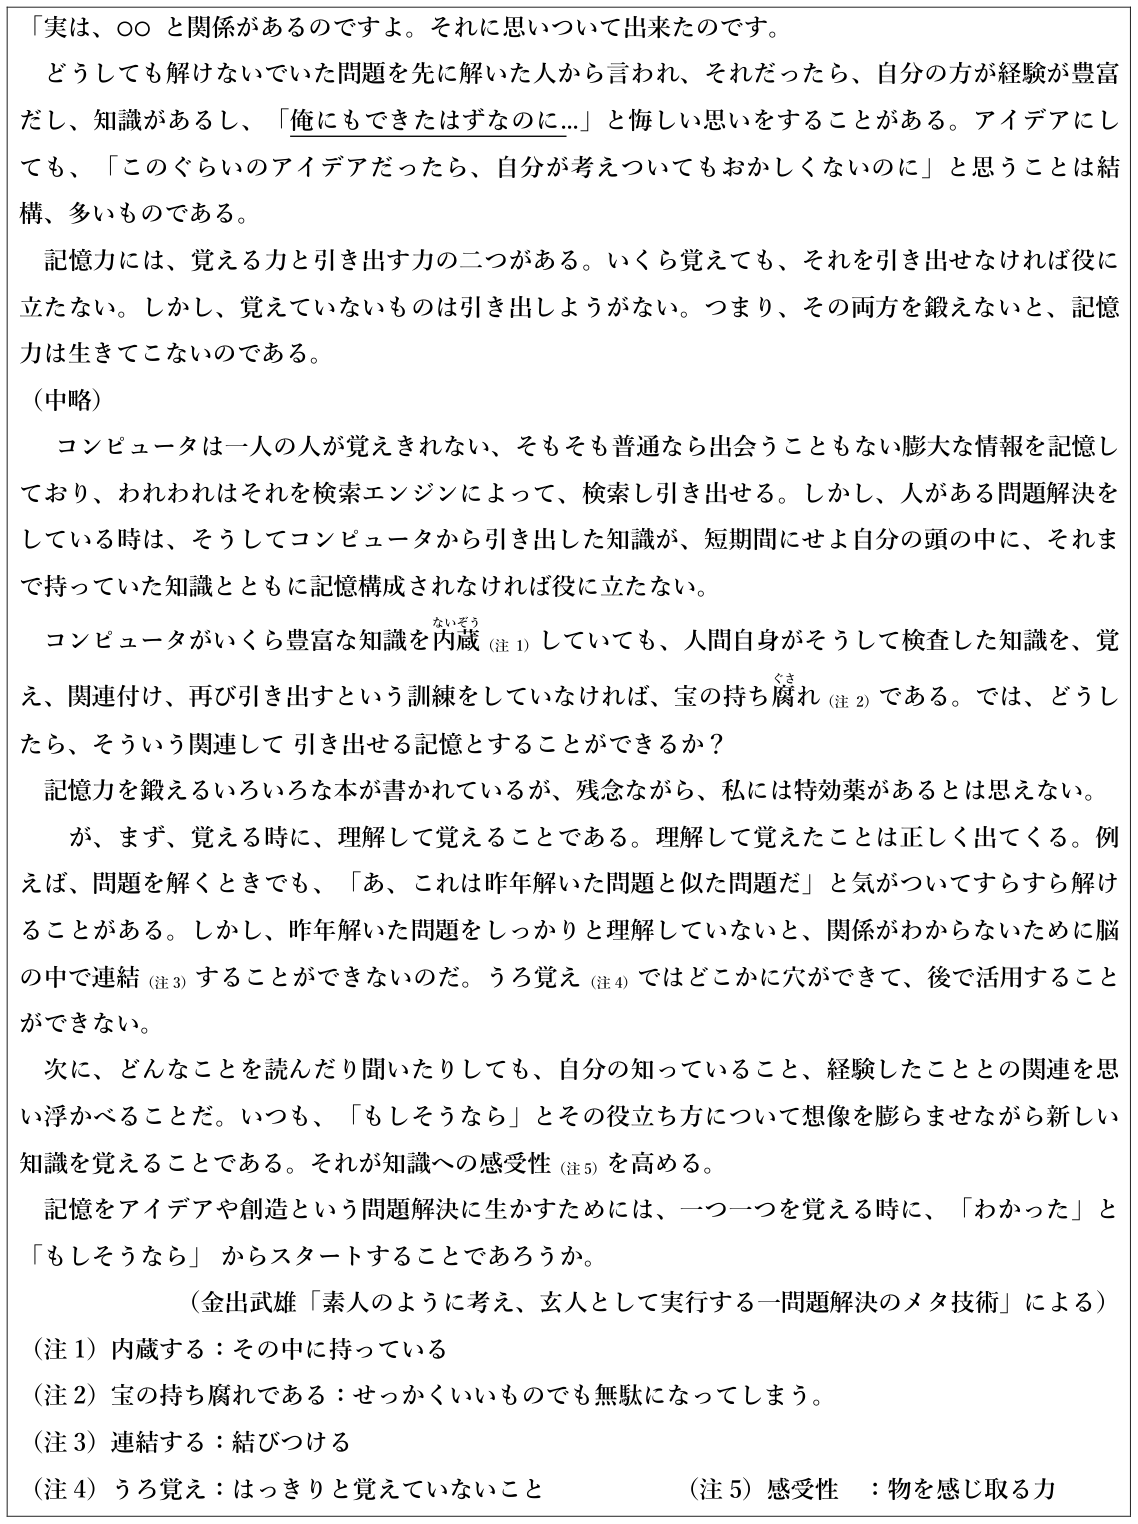 「実は、○○ と関係があるのですよ。それに思いついて出来たのです。
どうしても解けないでいた問題を先に解いた人から言われ、それだったら、自分の方が経験が豊富
だし、知識があるし、「俺にもできたはずなのに...」と悔しい思いをすることがある。アイデアにし
ても、「このぐらいのアイデアだったら、自分が考えついてもおかしくないのに」と思うことは結
構、多いものである。
記憶力には、覚える力と引き出す力の二つがある。いくら覚えても、それを引き出せなければ役に
立たない。しかし、覚えていないものは引き出しようがない。つまり、その両方を鍛えないと、記憶
力は生きてこないのである。
（中略）
コンピュータは一人の人が覚えきれない、そもそも普通なら出会うこともない膨大な情報を記憶し
ており、われわれはそれを検索エンジンによって、検索し引き出せる。しかし、人がある問題解決を
している時は、そうしてコンピュータから引き出した知識が、短期間にせよ自分の頭の中に、それま
で持っていた知識とともに記憶構成されなければ役に立たない。
ないぞう
コンピュータがいくら豊富な知識を内蔵（注 1）していても、人間自身がそうして検査した知識を、覚
ぐさ
え、関連付け、再び引き出すという訓練をしていなければ、宝の持ち腐れ（注 2）である。では、どうし
たら、そういう関連して 引き出せる記憶とすることができるか？
記憶力を鍛えるいろいろな本が書かれているが、残念ながら、私には特効薬があるとは思えない。
が、まず、覚える時に、理解して覚えることである。理解して覚えたことは正しく出てくる。例
えば、問題を解くときでも、「あ、これは昨年解いた問題と似た問題だ」と気がついてすらすら解け
ることがある。しかし、昨年解いた問題をしっかりと理解していないと、関係がわからないために脳
の中で連結（注 3）することができないのだ。うろ覚え（注 4）ではどこかに穴ができて、後で活用すること
ができない。
次に、どんなことを読んだり聞いたりしても、自分の知っていること、経験したこととの関連を思
い浮かべることだ。いつも、「もしそうなら」とその役立ち方について想像を膨らませながら新しい
知識を覚えることである。それが知識への感受性（注 5）を高める。
記憶をアイデアや創造という問題解決に生かすためには、一つ一つを覚える時に、「わかった」と
「もしそうなら」 からスタートすることであろうか。
（金出武雄「素人のように考え、玄人として実行する一問題解決のメタ技術」による）
（注 1）内蔵する：その中に持っている
（注 2）宝の持ち腐れである：せっかくいいものでも無駄になってしまう。
（注 3）連結する：結びつける
（注 4）うろ覚え：はっきりと覚えていないこと （注 5）感受性 ：物を感じ取る力